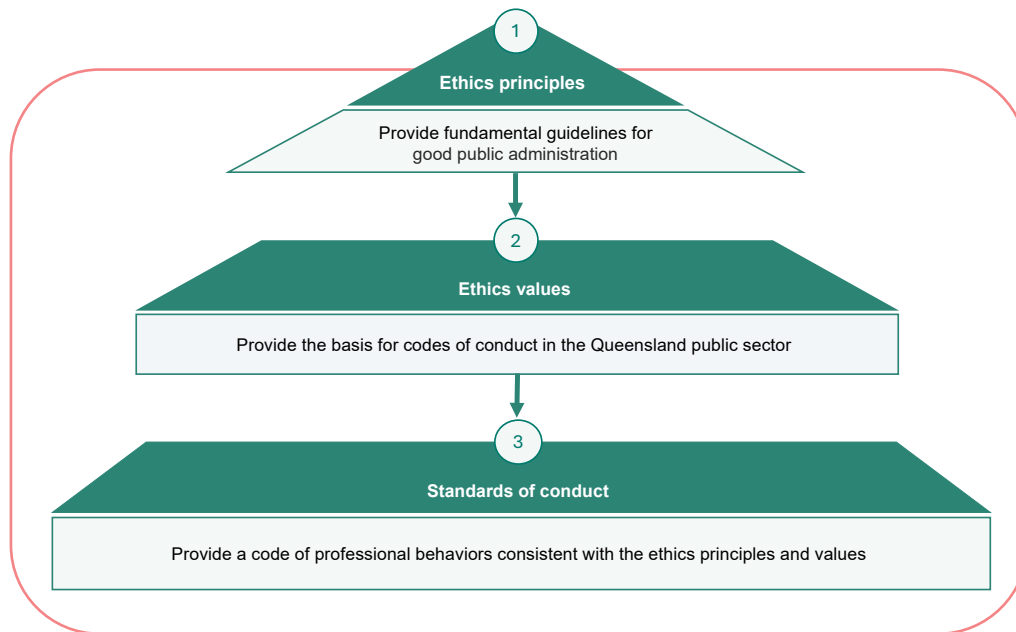 1
Ethics principles
Provide fundamental guidelines for
good public administration
2
Ethics values
Provide the basis for codes of conduct in the Queensland public sector
3
Standards of conduct
Provide a code of professional behaviors consistent with the ethics principles and values